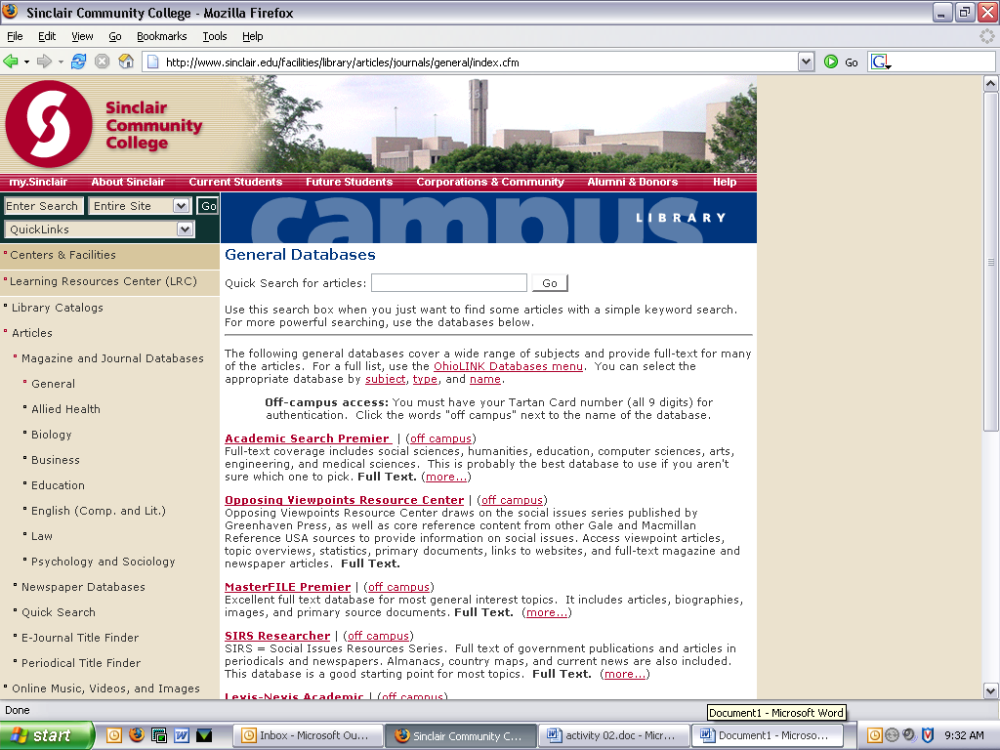 Sinclair Community College - Mozilla Firefox
File Edit View Go Bookmarks Tools Help
http://www.sinclair.edu/facilities/library/articles/journals/general/index.cfm
Go
G
Sinclair
Community
College
my.Sinclair About Sinclair Current Students Future Students Corporations & Community Alumni & Donors Help
Enter Search Entire Site Go
QuickLinks
campus
LIBRARY
Centers & Facilities
Learning Resources Center (LRC)
Library Catalogs
Articles
Magazine and Journal Databases
General
Allied Health
Biology
Business
Education
English (Comp. and Lit.)
Law
Psychology and Sociology
Newspaper Databases
Quick Search
E-Journal Title Finder
Periodical Title Finder
Online Music, Videos, and Images
General Databases
Quick Search for articles: Go
Use this search box when you just want to find some articles with a simple keyword search.
For more powerful searching, use the databases below.
The following general databases cover a wide range of subjects and provide full-text for many
of the articles. For a full list, use the OhioLINK Databases menu. You can select the
appropriate database by subject, type, and name.
Off-campus access: You must have your Tartan Card number (all 9 digits) for
authentication. Click the words "off campus" next to the name of the database.
Academic Search Premier | (off campus)
Full-text coverage includes social sciences, humanities, education, computer sciences, arts,
engineering, and medical sciences. This is probably the best database to use if you aren't
sure which one to pick. Full Text. (more...)
Opposing Viewpoints Resource Center | (off campus)
Opposing Viewpoints Resource Center draws on the social issues series published by
Greenhaven Press, as well as core reference content from other Gale and Macmillan
Reference USA sources to provide information on social issues. Access viewpoint articles,
topic overviews, statistics, primary documents, links to websites, and full-text magazine and
newspaper articles. Full Text.
MasterFILE Premier | (off campus)
Excellent full text database for most general interest topics. It includes articles, biographies,
images, and primary source documents. Full Text. (more...)
SIRS Researcher | (off campus)
SIRS = Social Issues Resources Series. Full text of government publications and articles in
periodicals and newspapers. Almanacs, country maps, and current news are also included.
This database is a good starting point for most topics. Full Text. (more...)
Lexis-Nexis Academic | (off campus)
Done
Document1 - Microsoft Word
start
Inbox - Microsoft Ou...
Sinclair Community C...
activity 02.doc - Micr...
Document1 - Microso...
9:32 AM